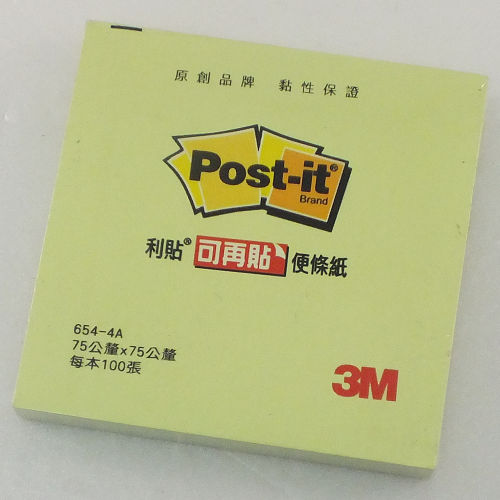 原創品牌 黏性保證
Post-it®
Brand
利貼® 可再貼 便條紙
654-4A
75公釐x75公釐
每本100張
3M